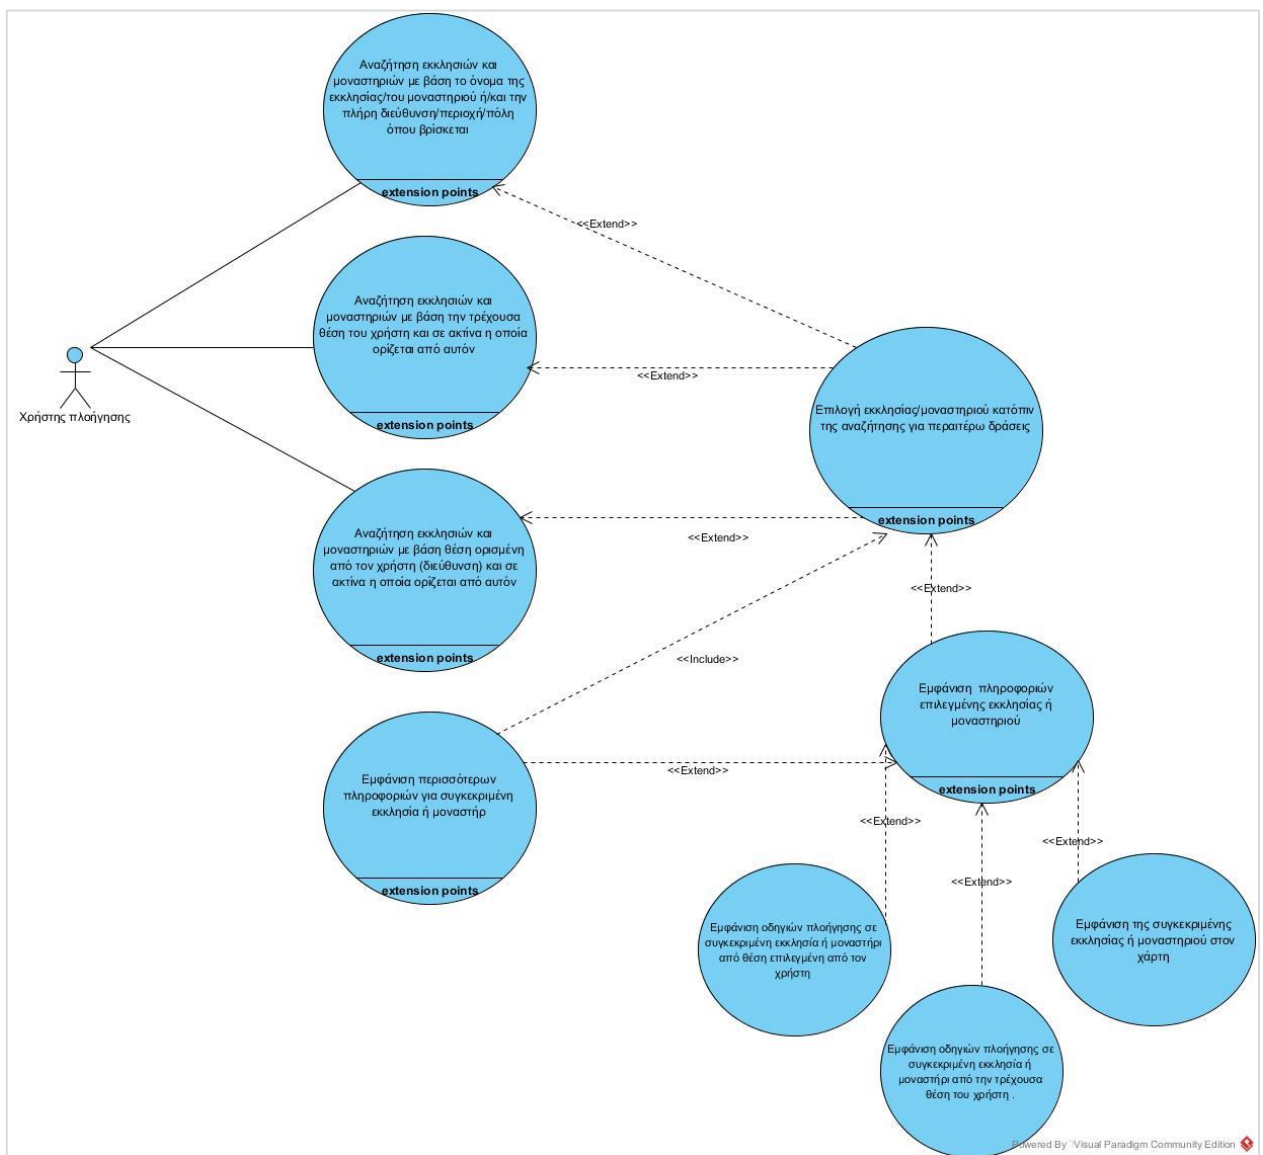 Αναζήτηση εκκλησιών και
μοναστηριών με βάση το όνομα της
εκκλησίας/του μοναστηριού ή/και την
πλήρη διεύθυνση/περιοχή/πόλη
όπου βρίσκεται
extension points
<<Extend>>
Αναζήτηση εκκλησιών και
μοναστηριών με βάση την τρέχουσα
θέση του χρήστη και σε ακτίνα η οποία
ορίζεται από αυτόν
extension points
<<Extend>>
Χρήστης πλοήγησης
Επιλογή εκκλησίας/μοναστηριού κατόπιν
της αναζήτησης για περαιτέρω δράσεις
extension points
Αναζήτηση εκκλησιών και
μοναστηριών με βάση θέση ορισμένη
από τον χρήστη (διεύθυνση) και σε
ακτίνα η οποία ορίζεται από αυτόν
extension points
<<Extend>>
<<Extend>>
<<Include>>
Εμφάνιση πληροφοριών
επιλεγμένης εκκλησίας ή
μοναστηριού
extension points
Εμφάνιση περισσότερων
πληροφοριών για συγκεκριμένη
εκκλησία ή μοναστήρ
extension points
<<Extend>>
<<Extend>>
<<Extend>>
<<Extend>>
Εμφάνιση οδηγιών πλοήγησης σε
συγκεκριμένη εκκλησία ή μοναστήρι
από θέση επιλεγμένη από τον
χρήστη
Εμφάνιση της συγκεκριμένης
εκκλησίας ή μοναστηριού στον
χάρτη
Εμφάνιση οδηγιών πλοήγησης σε
συγκεκριμένη εκκλησία ή
μοναστήρι από την τρέχουσα
θέση του χρήστη .
Powered By Visual Paradigm Community Edition